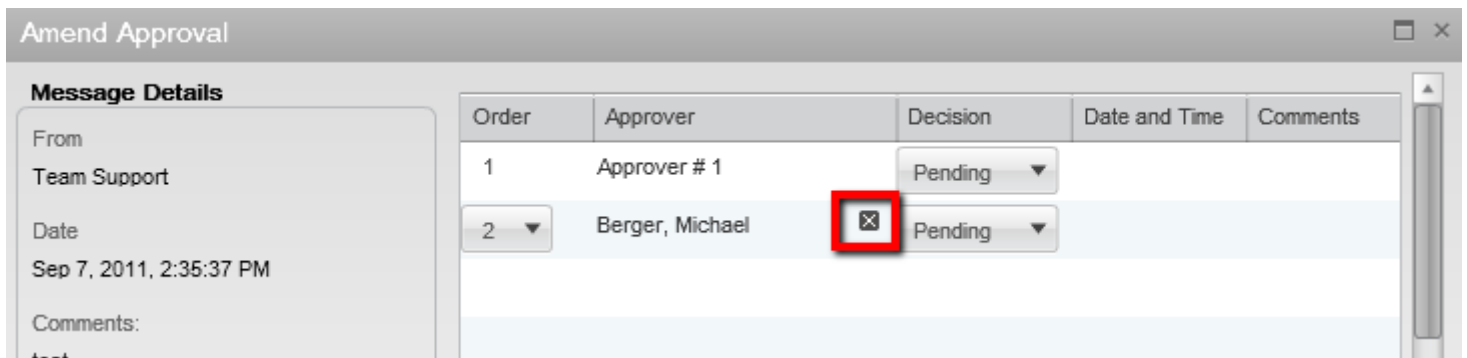 Amend Approval
Message Details
From
Team Support
Date
Sep 7, 2011, 2:35:37 PM
Comments:
Order Approver Decision Date and Time Comments
1 Approver # 1 Pending
2 Berger, Michael Pending